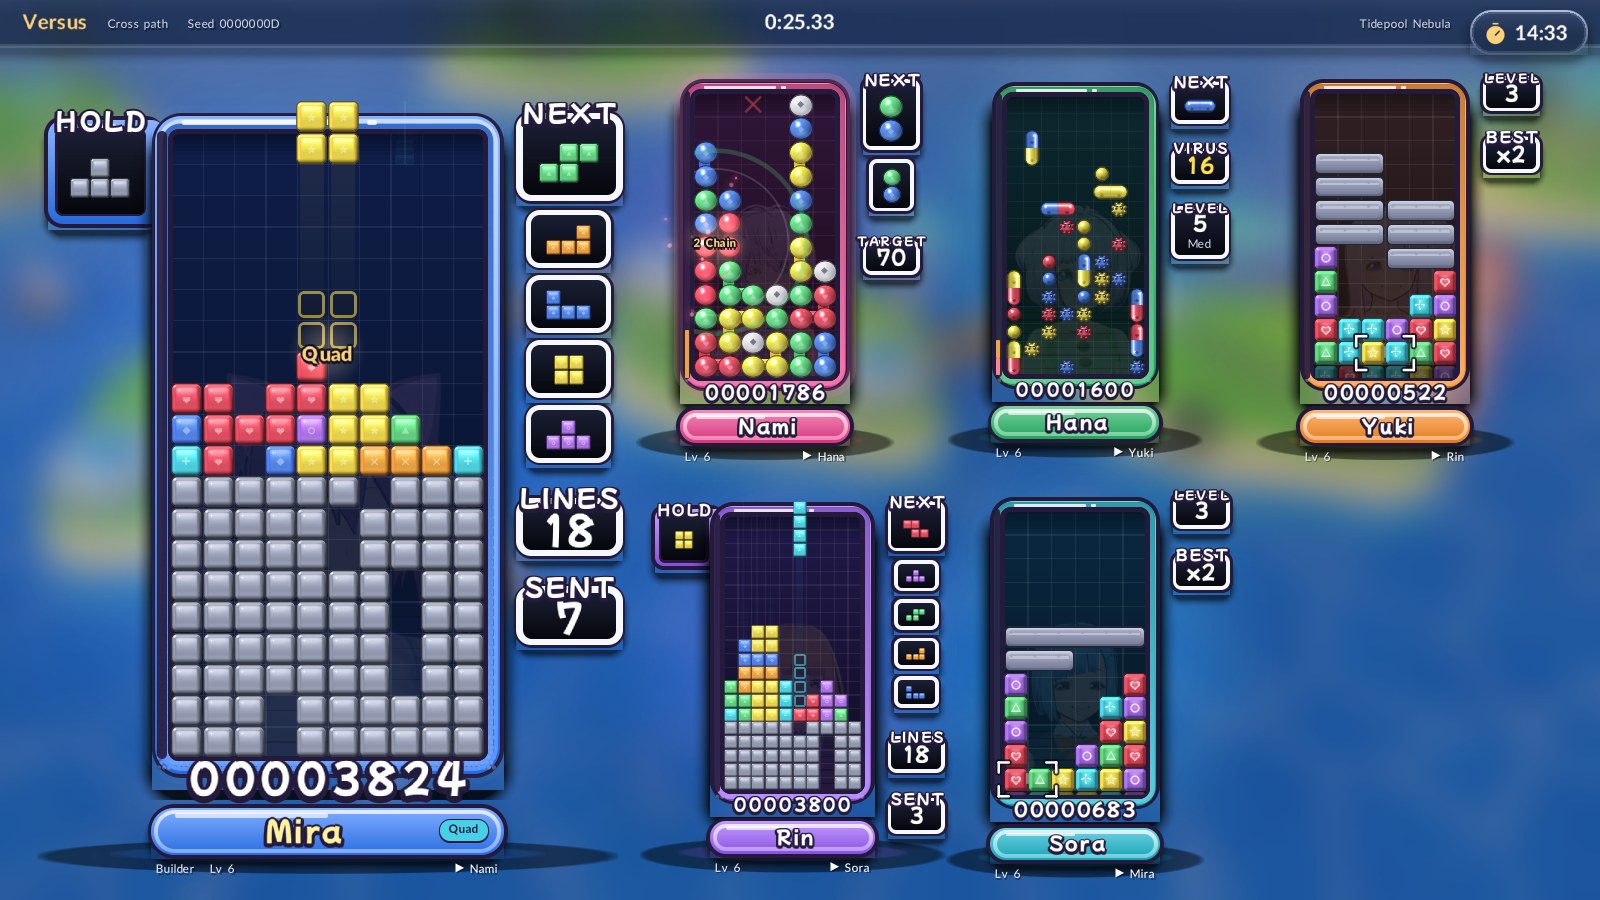 Versus Cross path Seed 0000000D
0:25.33
Tidepool Nebula
14:33
HOLD
NEXT
Quad
LINES
18
SENT
7
00003824
Mira
Quad
Builder Lv 6
▶ Nami
NEXT
2 Chain
TARGET
70
00001786
Nami
Lv 6
▶ Hana
NEXT
VIRUS
16
LEVEL
5
Med
00001600
Hana
Lv 6
▶ Yuki
LEVEL
3
BEST
×2
00000522
Yuki
Lv 6
▶ Rin
HOLD
NEXT
LINES
18
SENT
3
00003800
Rin
Lv 6
▶ Sora
LEVEL
3
BEST
×2
00000683
Sora
Lv 6
▶ Mira